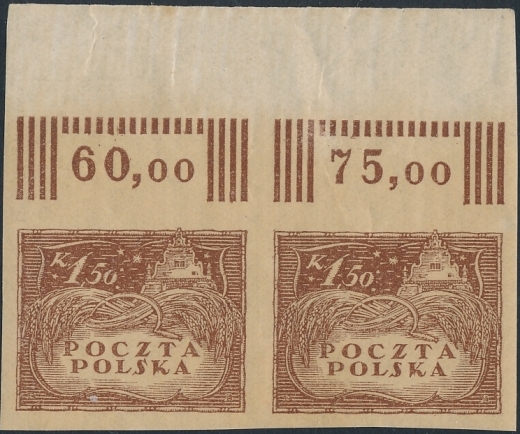 60,00 75,00
K 1,50. K 1,50.
POCZTA POCZTA
POLSKA POLSKA